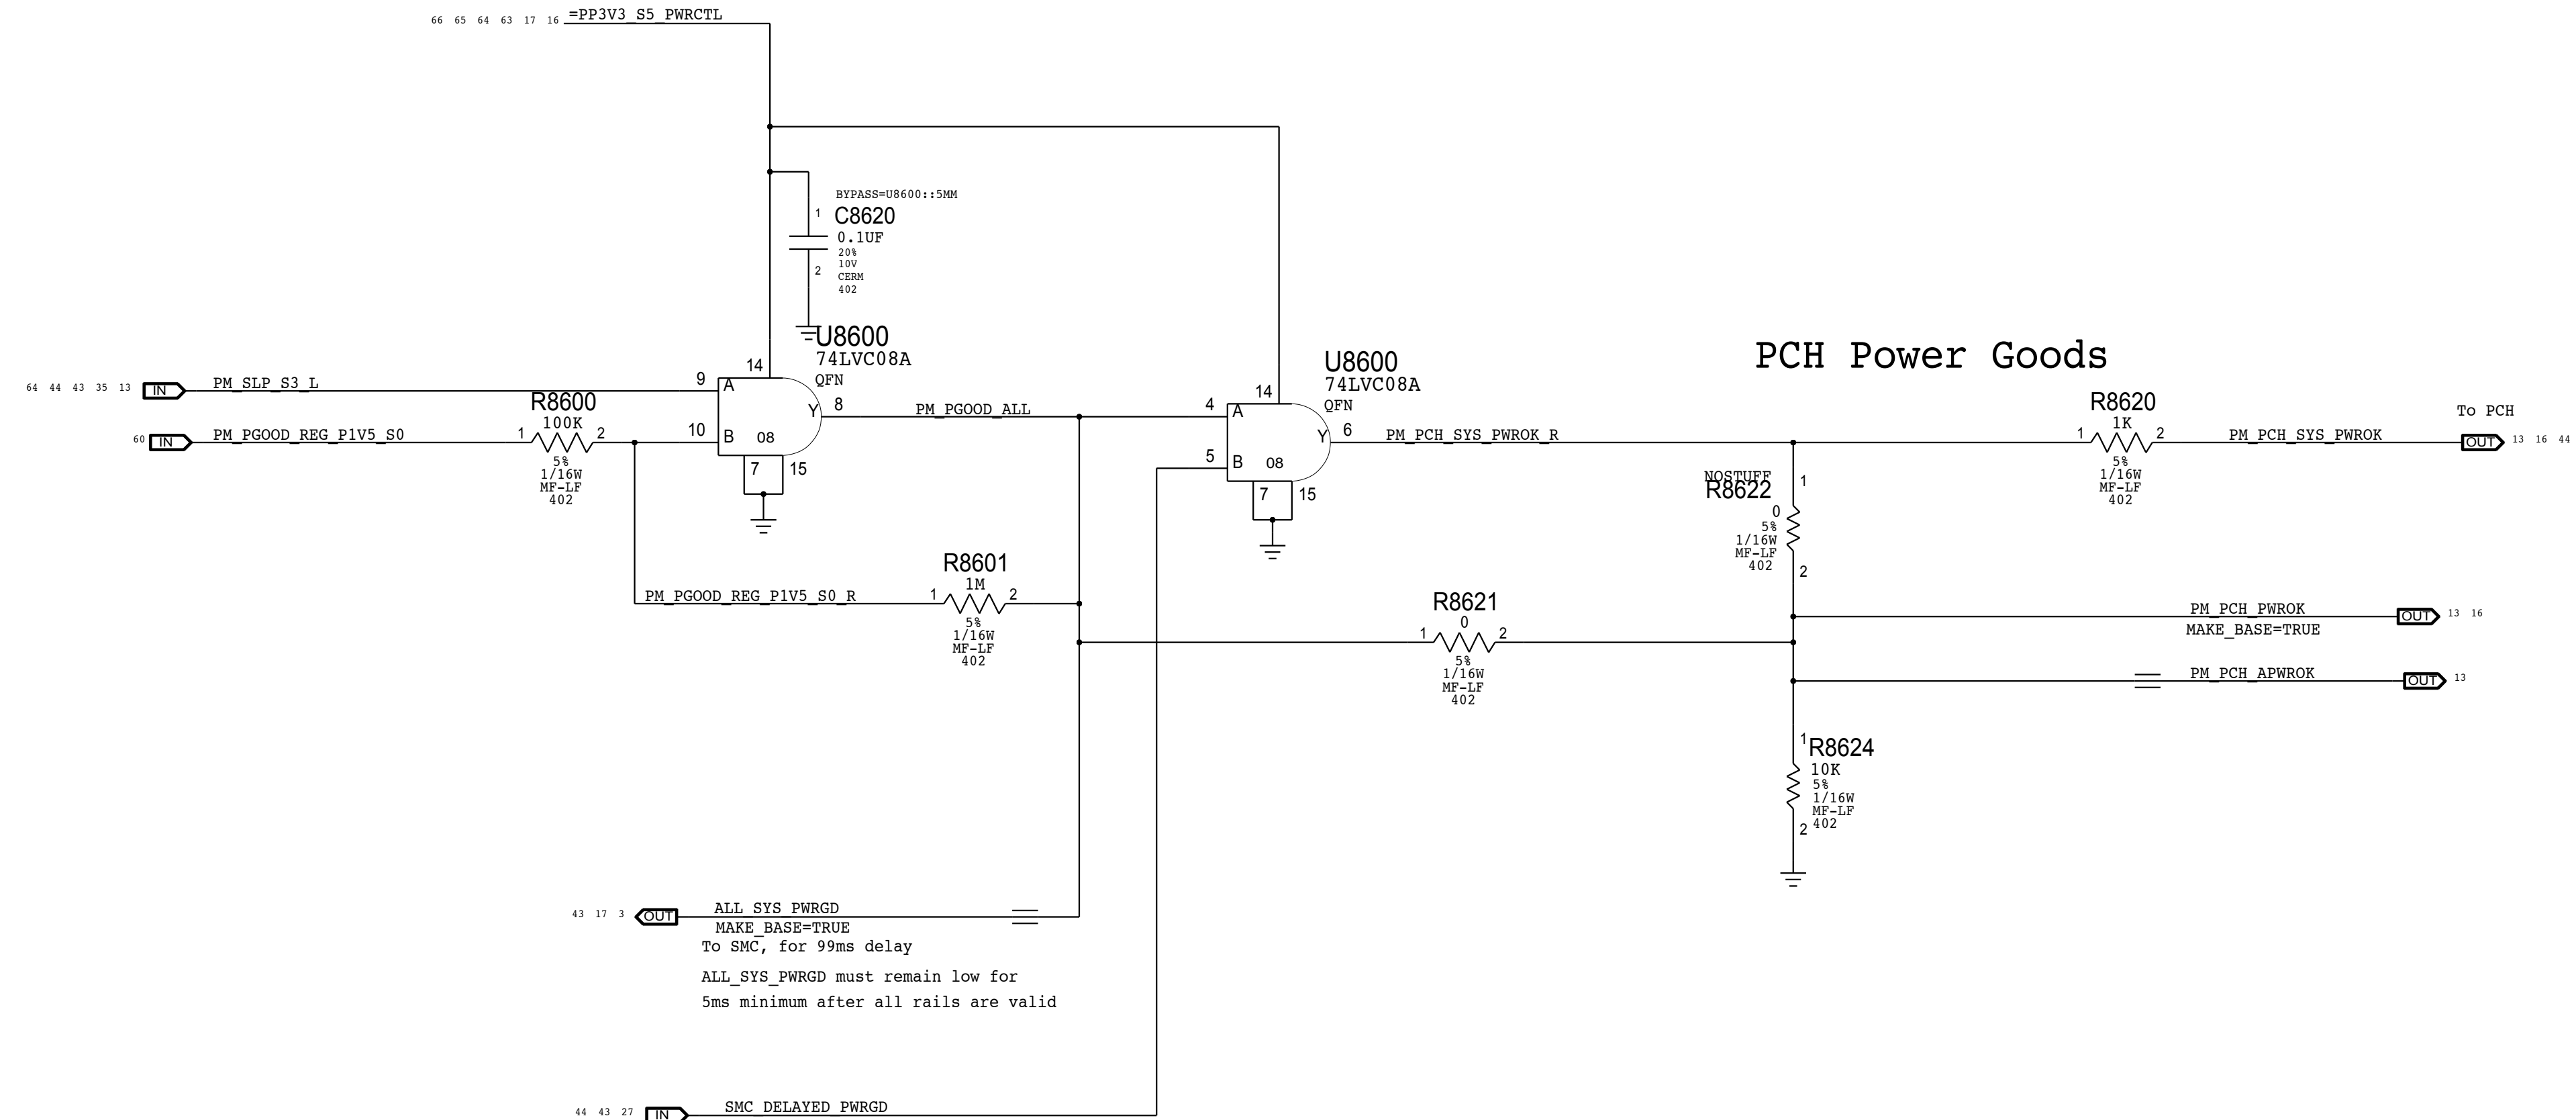 66 65 64 63 17 16 =PP3V3_S5_PWRCTL
BYPASS=U8600::5MM
1 C8620
0.1UF
20%
10V
2 CERM
402
U8600
74LVC08A
QFN
14
64 44 43 35 13 IN PM_SLP_S3_L 9 A
R8600
100K
60 IN PM_PGOOD_REG_P1V5_S0 1 2 10 B 08
5%
1/16W
MF-LF
402
Y 8 PM_PGOOD_ALL
7 15
U8600
74LVC08A
QFN
14
4 A
5 B 08
Y 6 PM_PCH_SYS_PWROK_R
7 15
PCH Power Goods
R8620
1K
1 2 PM_PCH_SYS_PWROK
5%
1/16W
MF-LF
402
To PCH
OUT 13 16 44
NOSTUFF
R8622
1
0
5%
1/16W
MF-LF
402
2
PM_PGOOD_REG_P1V5_S0_R
R8601
1M
1 2
5%
1/16W
MF-LF
402
R8621
0
1 2
5%
1/16W
MF-LF
402
PM_PCH_PWROK OUT 13 16
MAKE_BASE=TRUE
PM_PCH_APWROK OUT 13
1 R8624
10K
5%
1/16W
MF-LF
2 402
43 17 3 OUT ALL_SYS_PWRGD
MAKE_BASE=TRUE
To SMC, for 99ms delay
ALL_SYS_PWRGD must remain low for
5ms minimum after all rails are valid
44 43 27 IN SMC_DELAYED_PWRGD